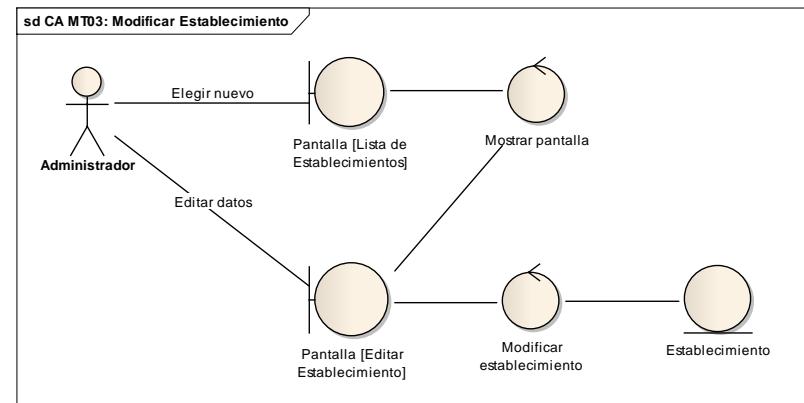 sd CA MT03: Modificar Establecimiento
Elegir nuevo
Pantalla [Lista de
Establecimientos]
Mostrar pantalla
Administrador
Editar datos
Pantalla [Editar
Establecimiento]
Modificar
establecimiento
Establecimiento